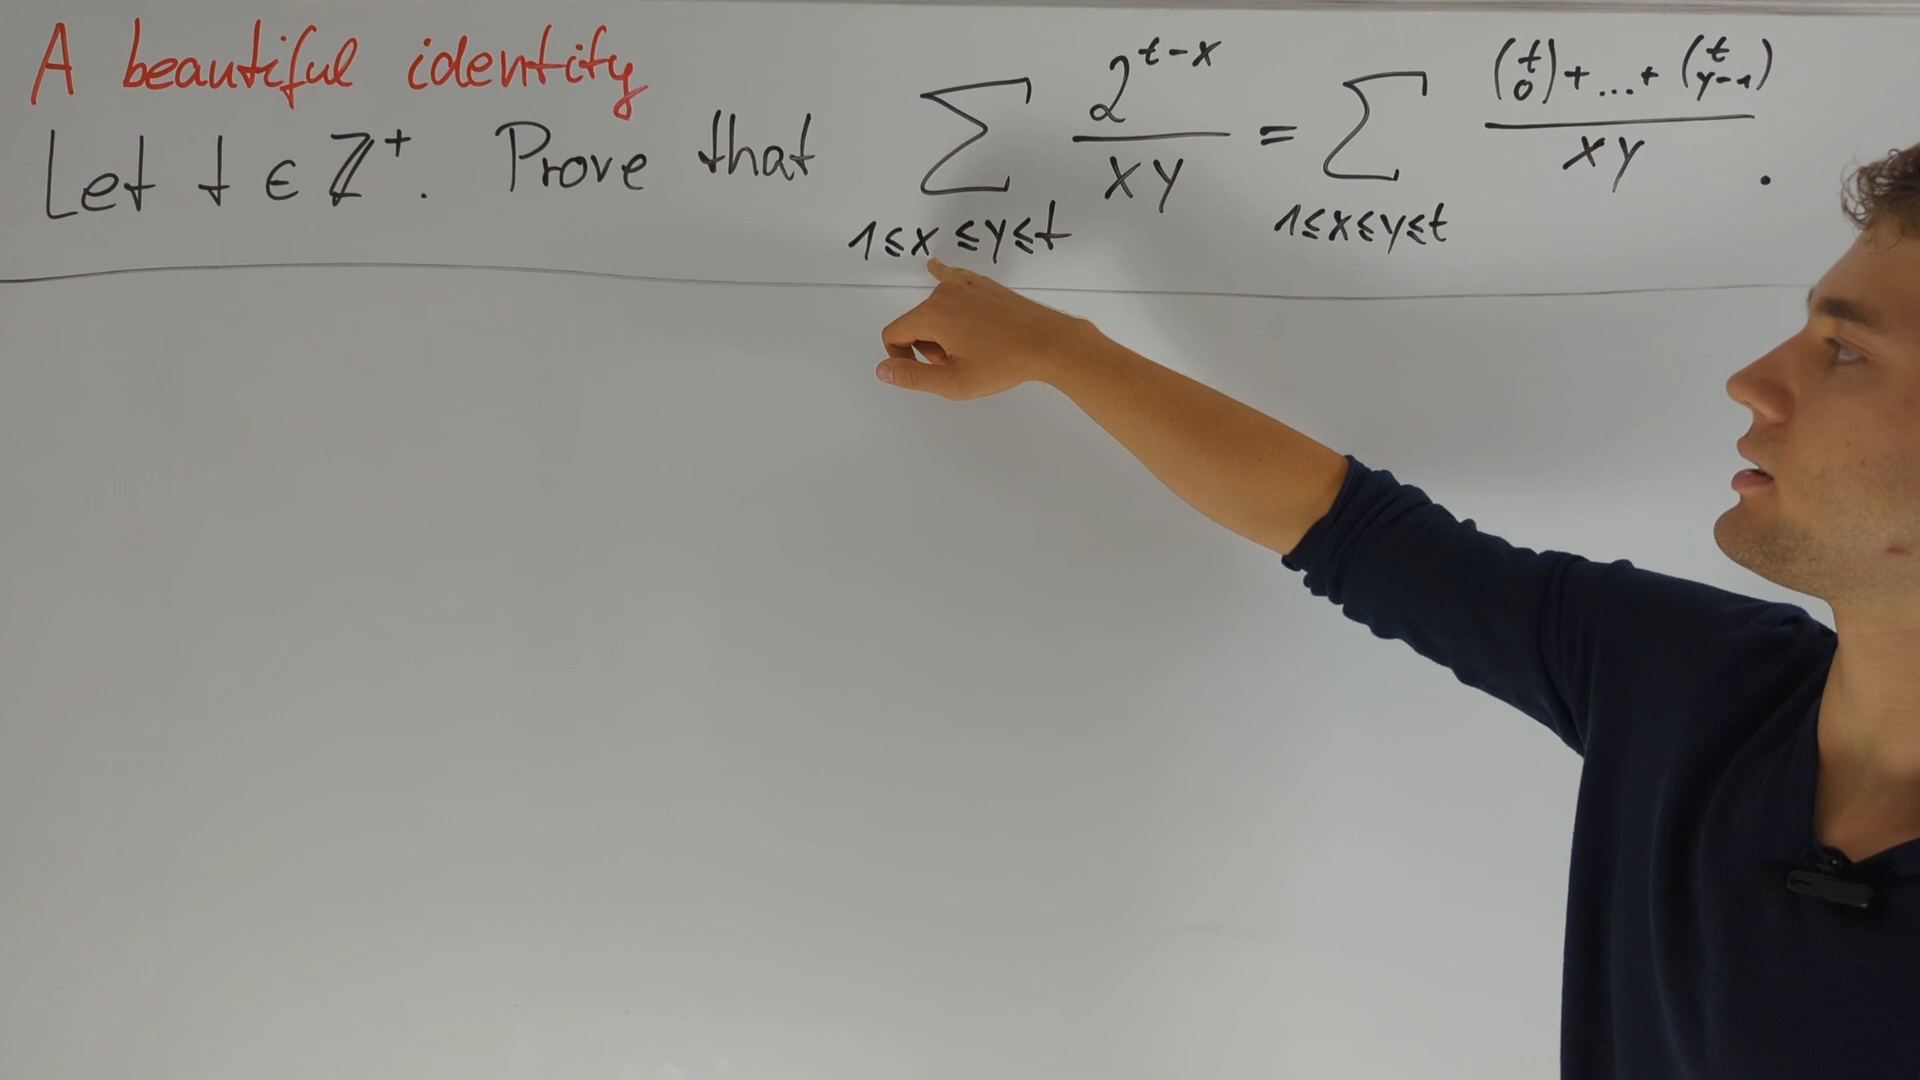 A beautiful identity
Let t ∈ ℤ⁺. Prove that ∑_{1≤x≤y≤t} 2^{t-x}/(xy) = ∑_{1≤x≤y≤t} ((t choose 0)+...+(t choose y-1))/(xy).